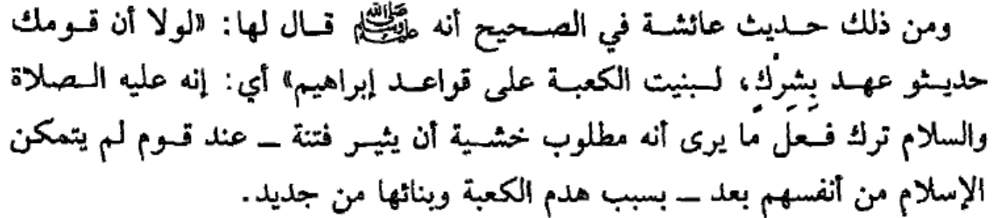 ومن ذلك حديث عائشة في الصحيح أنه ﷺ قال لها: «لولا أن قومك
حديثو عهد بِشِرْكٍ، لبنيت الكعبة على قواعد إبراهيم» أي: إنه عليه الصلاة
والسلام ترك فعل ما يرى أنه مطلوب خشية أن يثير فتنة ــ عند قوم لم يتمكن
الإسلام من أنفسهم بعد ــ بسبب هدم الكعبة وبنائها من جديد.